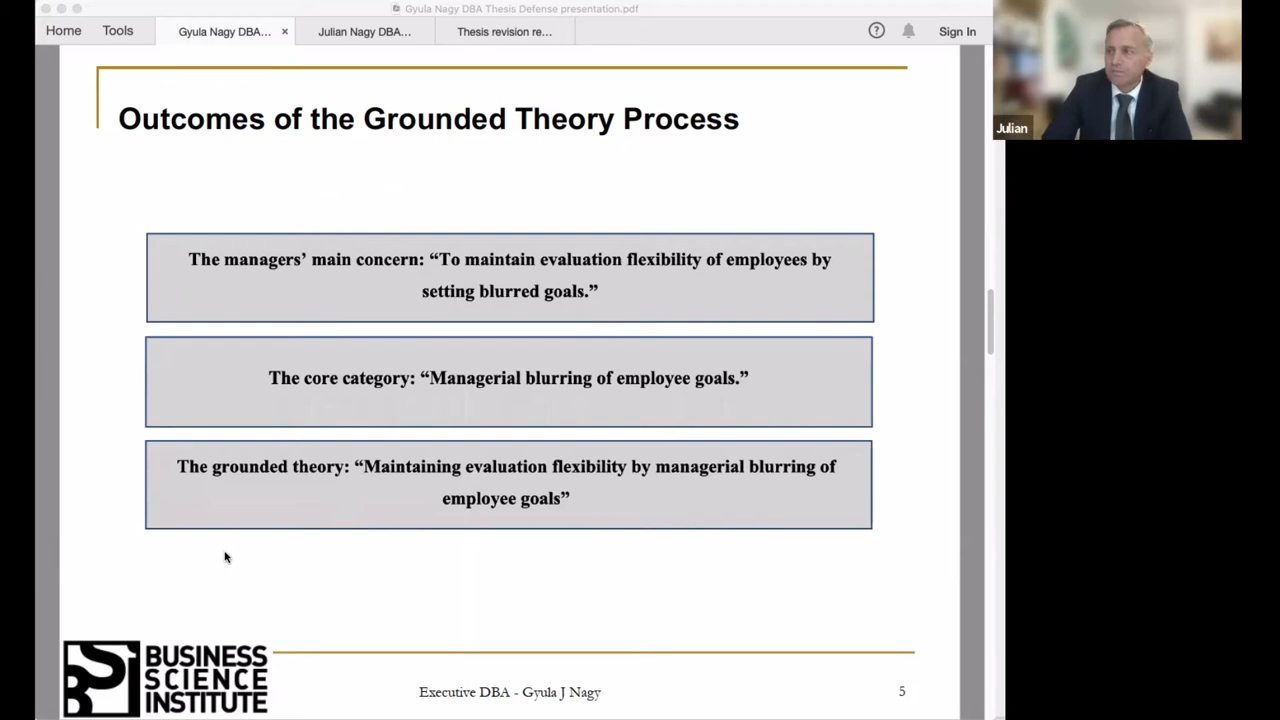 Gyula Nagy DBA Thesis Defense presentation.pdf
Home Tools Gyula Nagy DBA... × Julian Nagy DBA... Thesis revision re... ? Sign In
Julian
Outcomes of the Grounded Theory Process
The managers’ main concern: “To maintain evaluation flexibility of employees by
setting blurred goals.”
The core category: “Managerial blurring of employee goals.”
The grounded theory: “Maintaining evaluation flexibility by managerial blurring of
employee goals”
BSI
BUSINESS
SCIENCE
INSTITUTE
Executive DBA - Gyula J Nagy 5